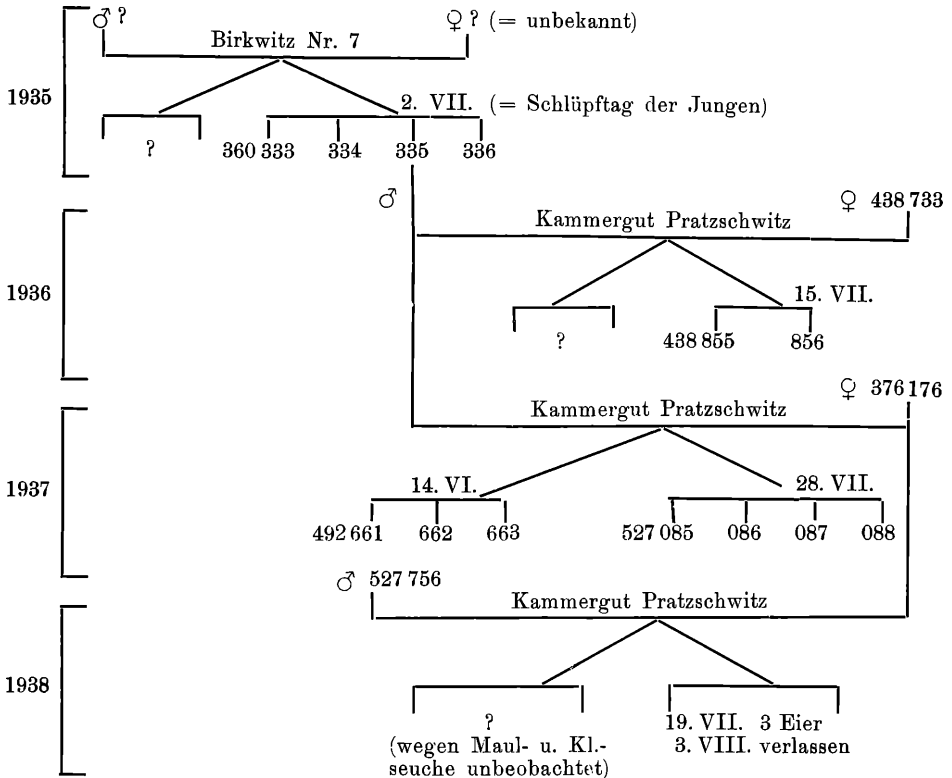 ♂ ? ♀ ? (= unbekannt)
Birkwitz Nr. 7
1935
2. VII. (= Schlüpftag der Jungen)
? 360 333 334 335 336
♂ ♀ 438 733
Kammergut Pratzschwitz
1936
15. VII.
? 438 855 856
♀ 376 176
Kammergut Pratzschwitz
1937
14. VI. 28. VII.
492 661 662 663 527 085 086 087 088
♂ 527 756
Kammergut Pratzschwitz
1938
? 19. VII. 3 Eier
(wegen Maul- u. Kl.- 3. VIII. verlassen
seuche unbeobachtet)